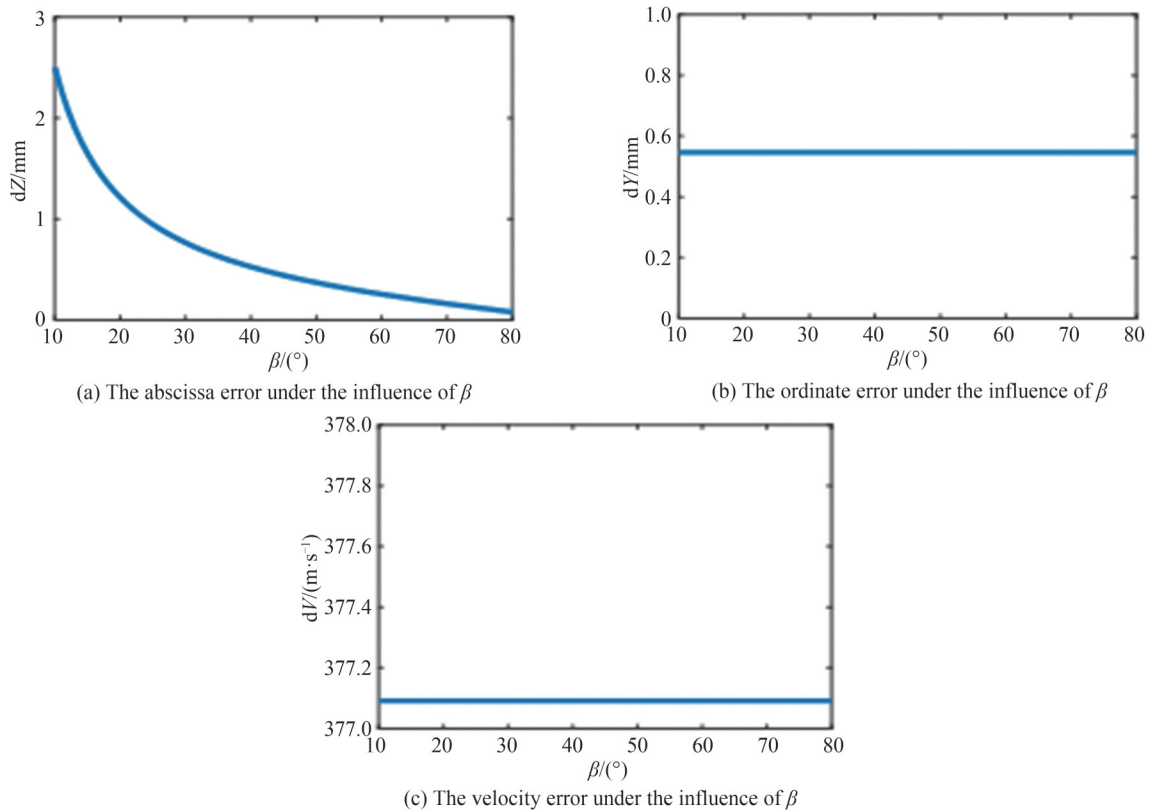 3
2
1
0
dZ/mm
10 20 30 40 50 60 70 80
β/(°)
(a) The abscissa error under the influence of β
1.0
0.8
0.6
0.4
0.2
0
dY/mm
10 20 30 40 50 60 70 80
β/(°)
(b) The ordinate error under the influence of β
378.0
377.8
377.6
377.4
377.2
377.0
dV/(m·s⁻¹)
10 20 30 40 50 60 70 80
β/(°)
(c) The velocity error under the influence of β